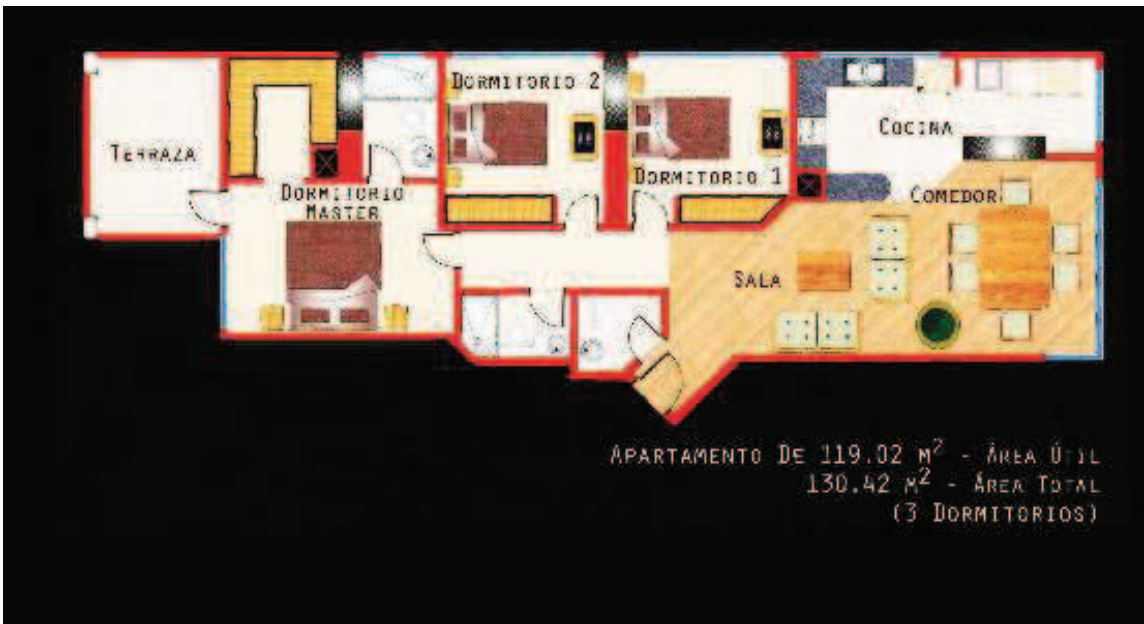 DORMITORIO 2
TERRAZA
COCINA
DORMITORIO 1
DORMITORIO
MASTER
COMEDOR
SALA
APARTAMENTO DE 119.02 M² - ÁREA ÚTIL
130.42 M² - ÁREA TOTAL
(3 DORMITORIOS)